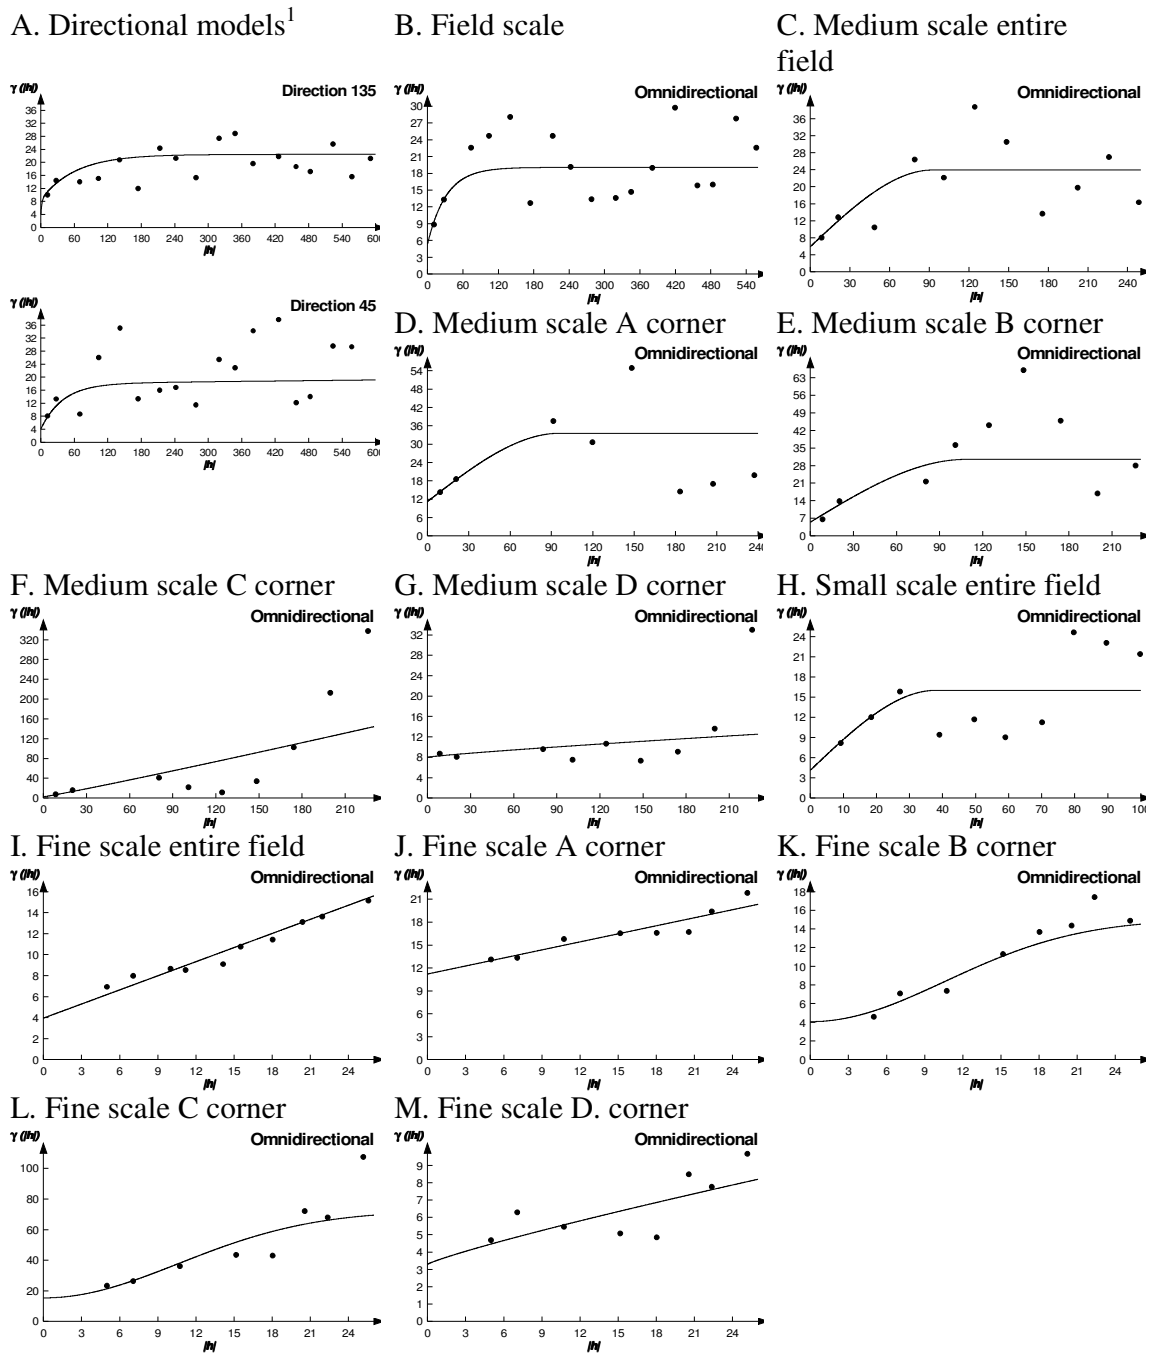 A. Directional models1
B. Field scale
C. Medium scale entire
field
γ (|h|)
Direction 135
36
32
28
24
20
16
12
8
4
0
0 60 120 180 240 300 360 420 480 540 600
|h|
γ (|h|)
Omnidirectional
30
27
24
21
18
15
12
9
6
3
0
0 60 120 180 240 300 360 420 480 540
|h|
γ (|h|)
Omnidirectional
36
32
28
24
20
16
12
8
4
0
0 30 60 90 120 150 180 210 240
|h|
γ (|h|)
Direction 45
36
32
28
24
20
16
12
8
4
0
0 60 120 180 240 300 360 420 480 540 600
|h|
D. Medium scale A corner
E. Medium scale B corner
γ (|h|)
Omnidirectional
54
48
42
36
30
24
18
12
6
0
0 30 60 90 120 150 180 210 240
|h|
γ (|h|)
Omnidirectional
63
56
49
42
35
28
21
14
7
0
0 30 60 90 120 150 180 210
|h|
F. Medium scale C corner
G. Medium scale D corner
H. Small scale entire field
γ (|h|)
Omnidirectional
320
280
240
200
160
120
80
40
0
0 30 60 90 120 150 180 210
|h|
γ (|h|)
Omnidirectional
32
28
24
20
16
12
8
4
0
0 30 60 90 120 150 180 210
|h|
γ (|h|)
Omnidirectional
24
21
18
15
12
9
6
3
0
0 10 20 30 40 50 60 70 80 90 100
|h|
I. Fine scale entire field
J. Fine scale A corner
K. Fine scale B corner
γ (|h|)
Omnidirectional
16
14
12
10
8
6
4
2
0
0 3 6 9 12 15 18 21 24
|h|
γ (|h|)
Omnidirectional
21
18
15
12
9
6
3
0
0 3 6 9 12 15 18 21 24
|h|
γ (|h|)
Omnidirectional
18
16
14
12
10
8
6
4
2
0
0 3 6 9 12 15 18 21 24
|h|
L. Fine scale C corner
M. Fine scale D. corner
γ (|h|)
Omnidirectional
100
80
60
40
20
0
0 3 6 9 12 15 18 21 24
|h|
γ (|h|)
Omnidirectional
9
8
7
6
5
4
3
2
1
0
0 3 6 9 12 15 18 21 24
|h|